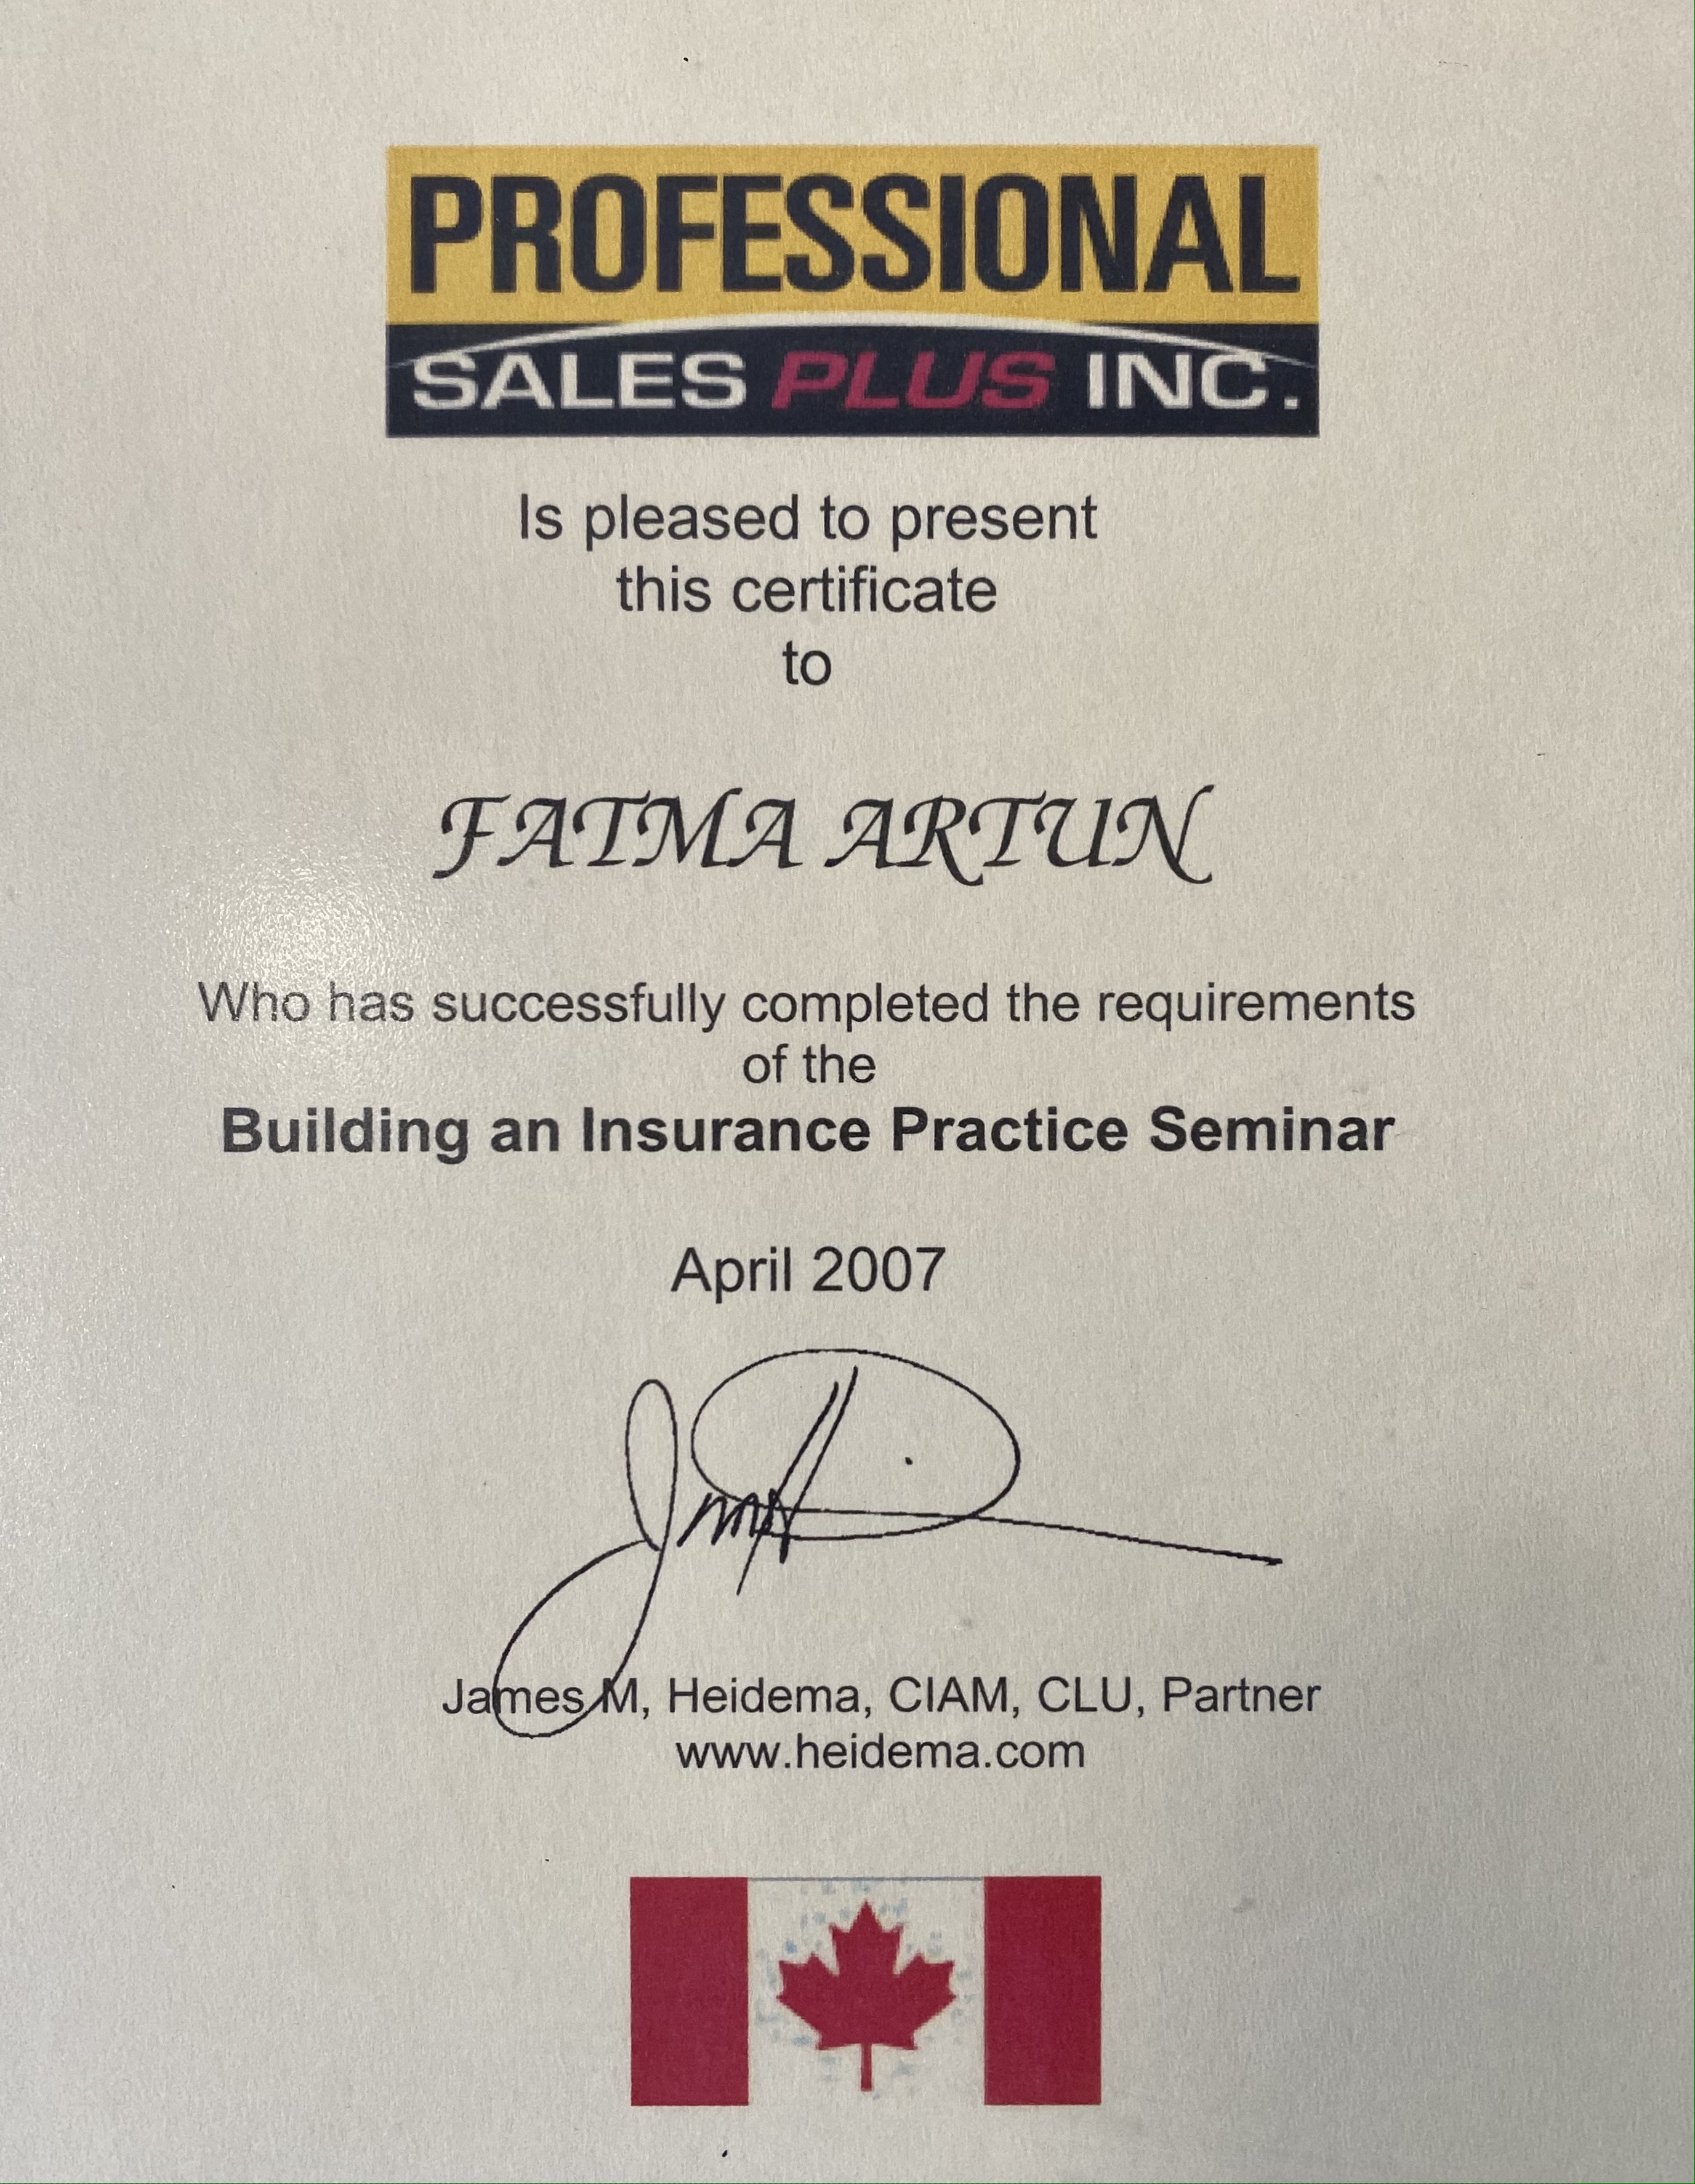 PROFESSIONAL
SALES PLUS INC.
Is pleased to present
this certificate
to
FATMA ARTUN
Who has successfully completed the requirements
of the
Building an Insurance Practice Seminar
April 2007
James M, Heidema, CIAM, CLU, Partner
www.heidema.com